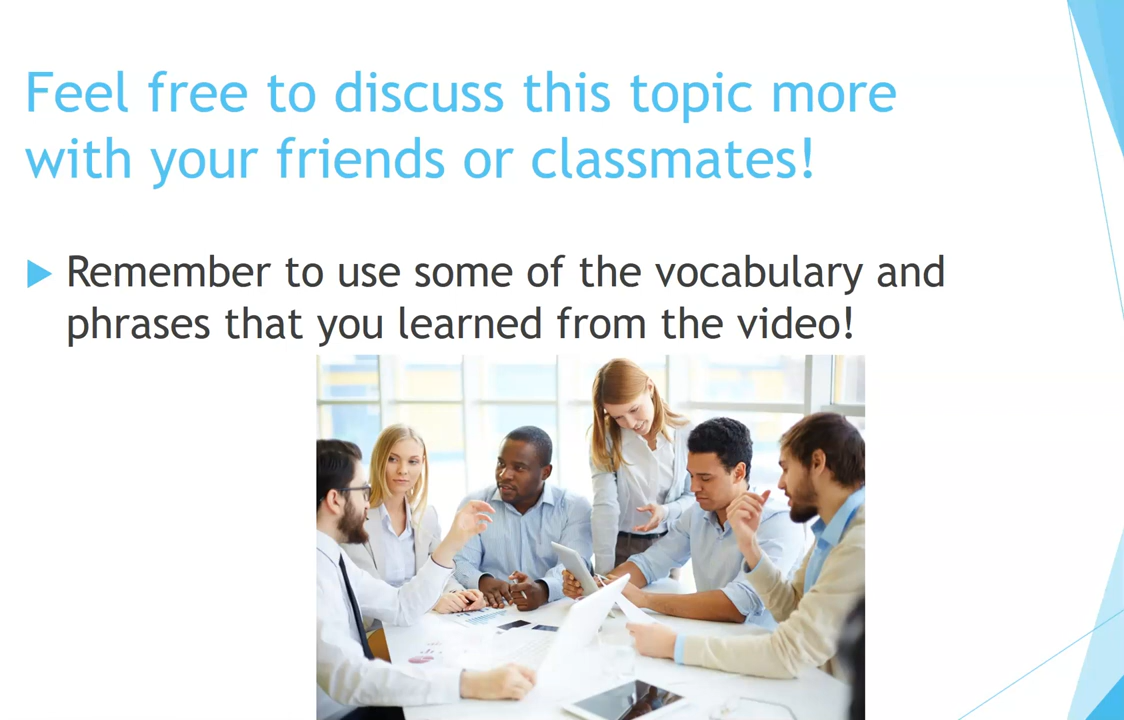 Feel free to discuss this topic more
with your friends or classmates!
Remember to use some of the vocabulary and
phrases that you learned from the video!